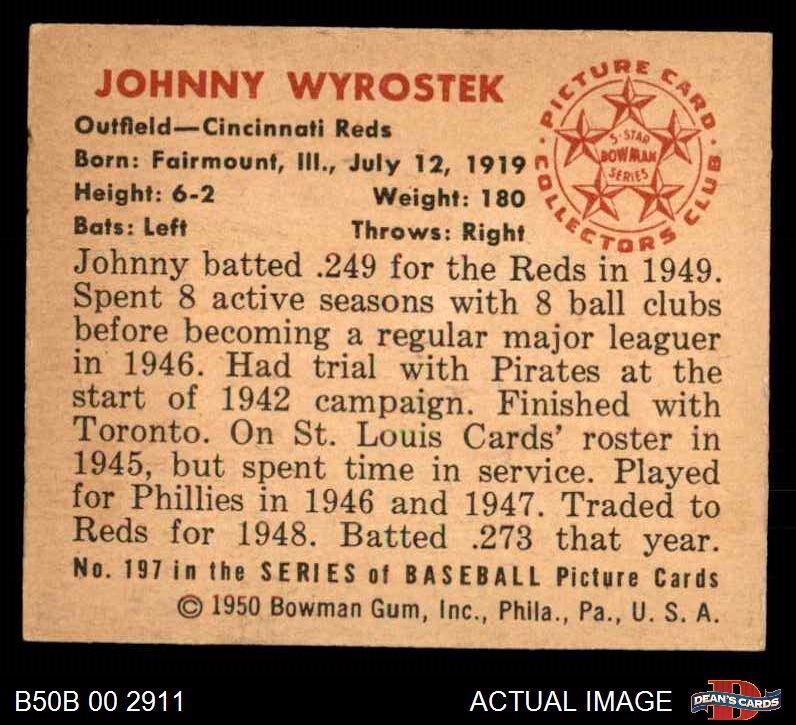 JOHNNY WYROSTEK
Outfield—Cincinnati Reds
Born: Fairmount, Ill., July 12, 1919
Height: 6-2 Weight: 180
Bats: Left Throws: Right
PICTURE CARD
COLLECTORS CLUB
5-STAR
BOWMAN
SERIES
Johnny batted .249 for the Reds in 1949.
Spent 8 active seasons with 8 ball clubs
before becoming a regular major leaguer
in 1946. Had trial with Pirates at the
start of 1942 campaign. Finished with
Toronto. On St. Louis Cards' roster in
1945, but spent time in service. Played
for Phillies in 1946 and 1947. Traded to
Reds for 1948. Batted .273 that year.
No. 197 in the SERIES of BASEBALL Picture Cards
© 1950 Bowman Gum, Inc., Phila., Pa., U. S. A.
B50B 00 2911
ACTUAL IMAGE
DEAN'S CARDS